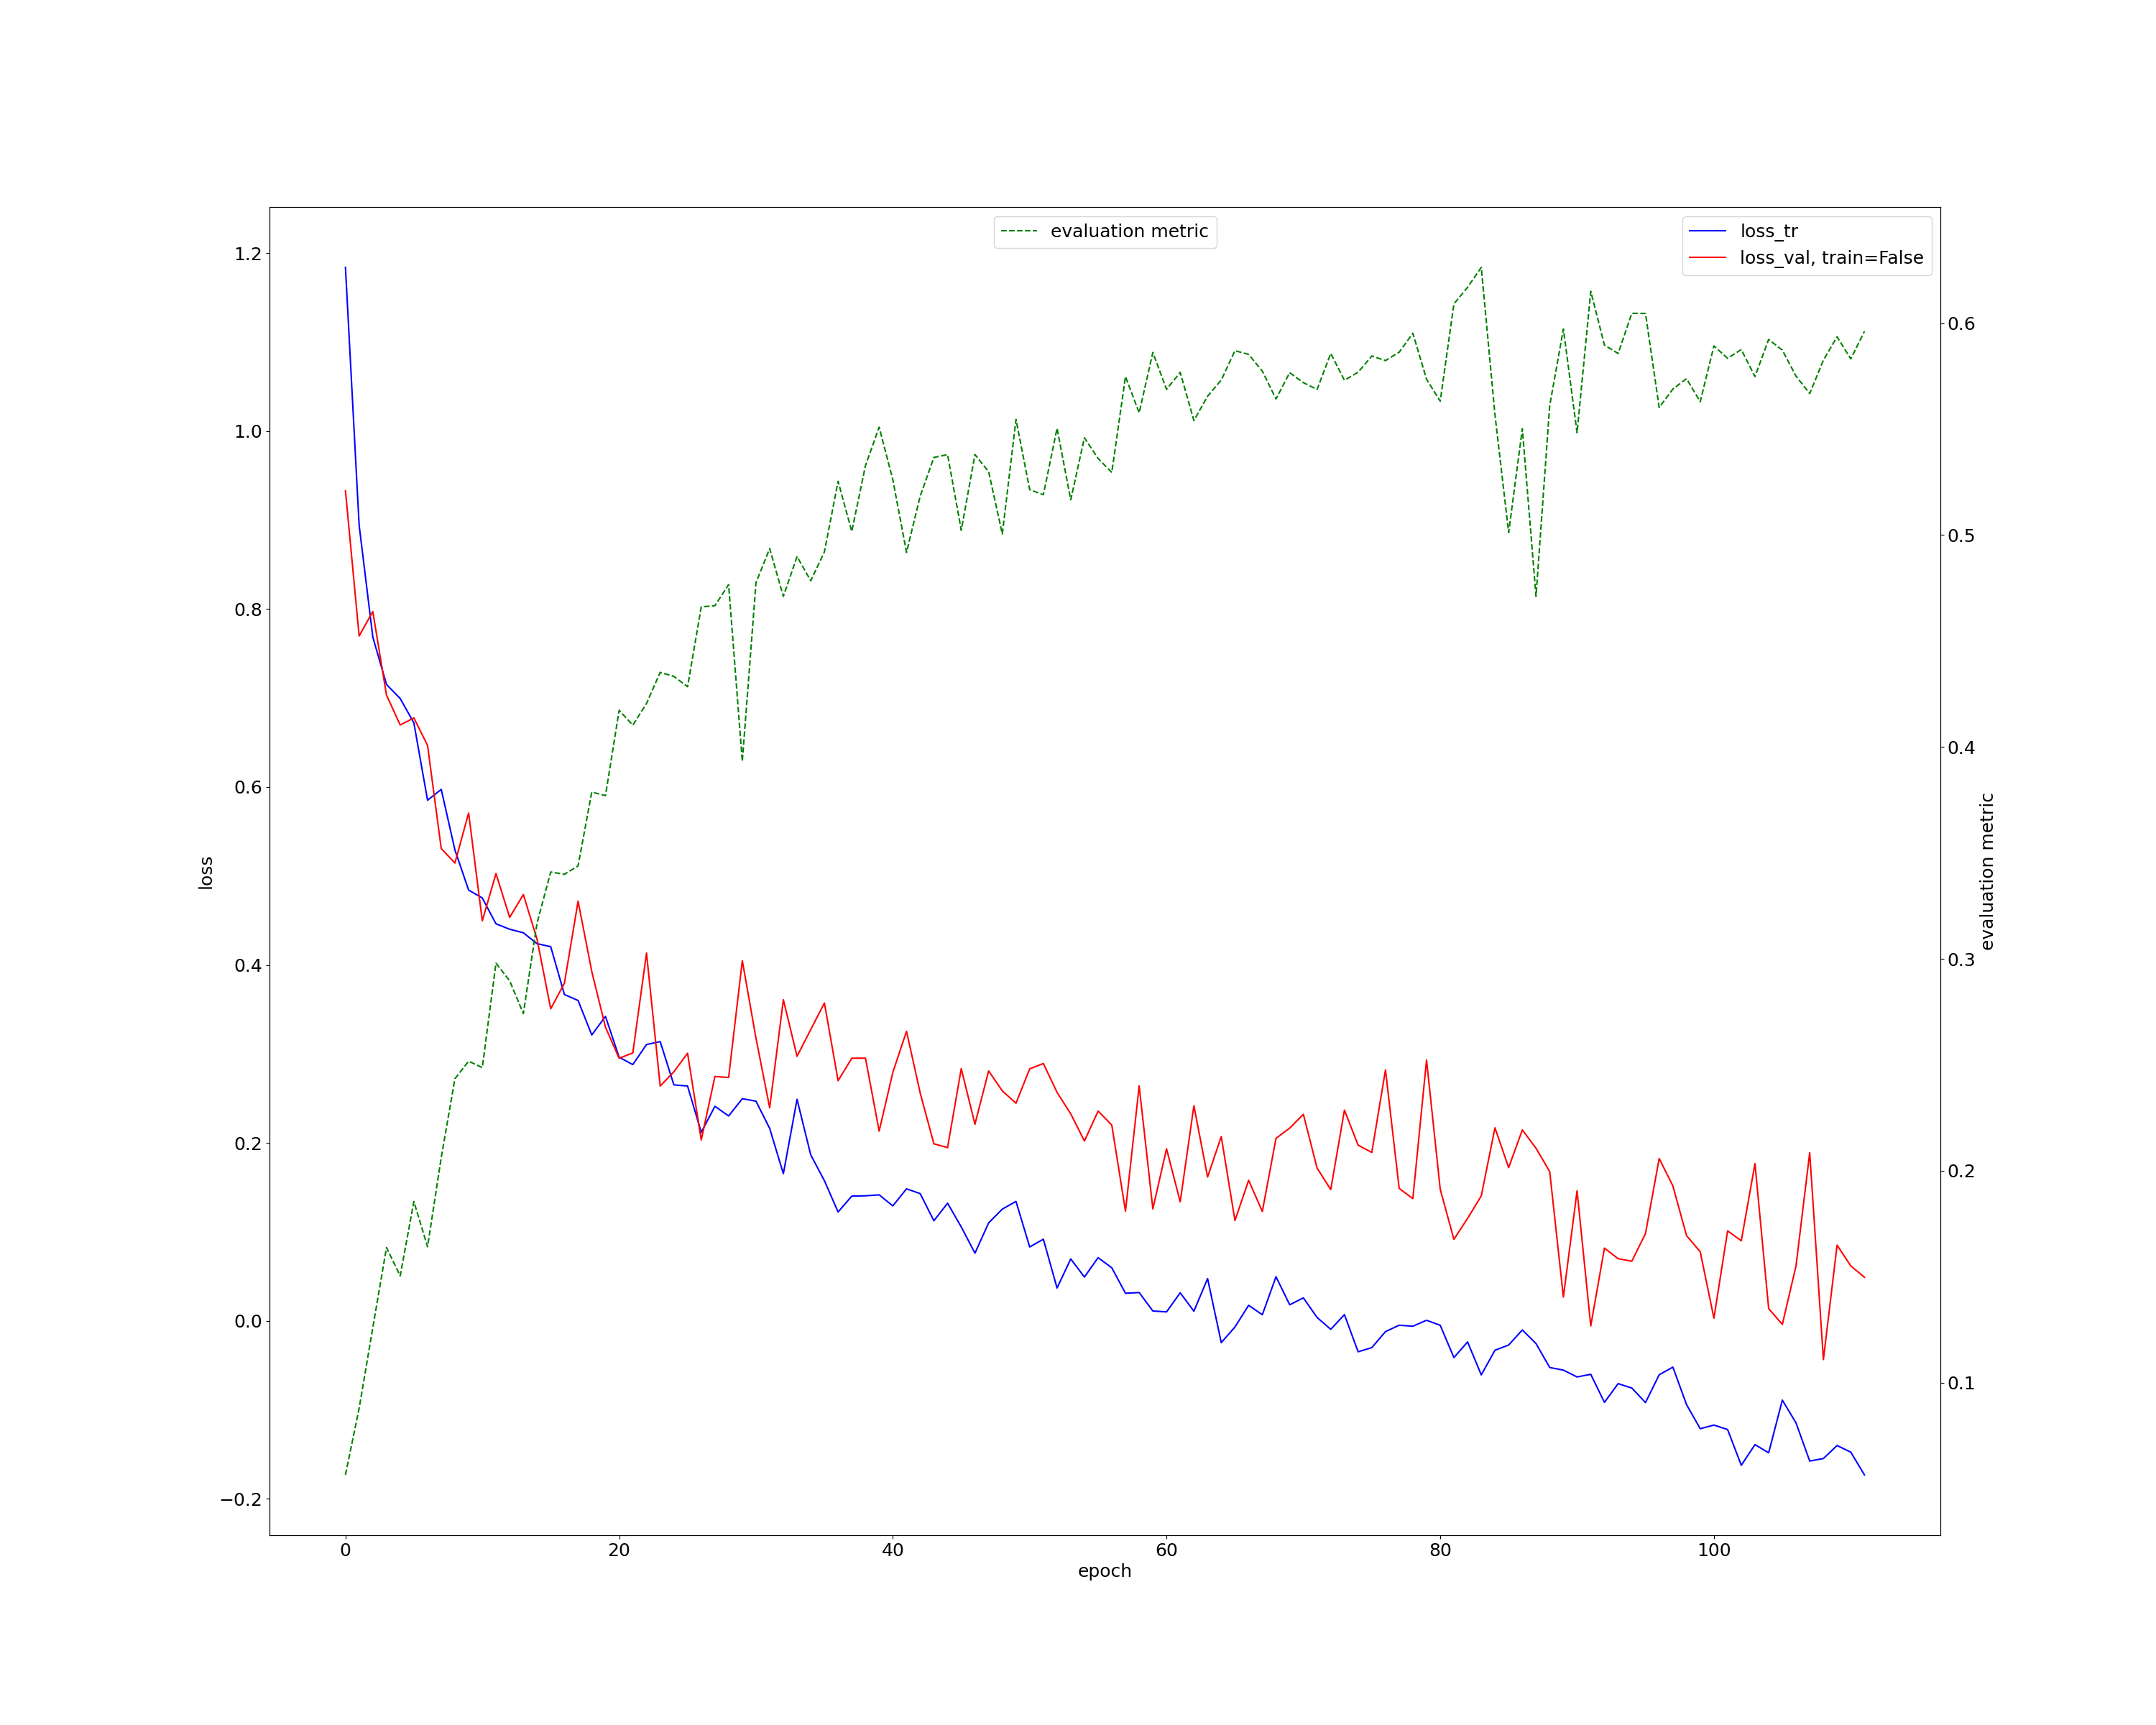 evaluation metric
loss_tr
loss_val, train=False
1.2
1.0
0.8
0.6
0.4
0.2
0.0
−0.2
loss
0.6
0.5
0.4
0.3
0.2
0.1
evaluation metric
0 20 40 60 80 100
epoch